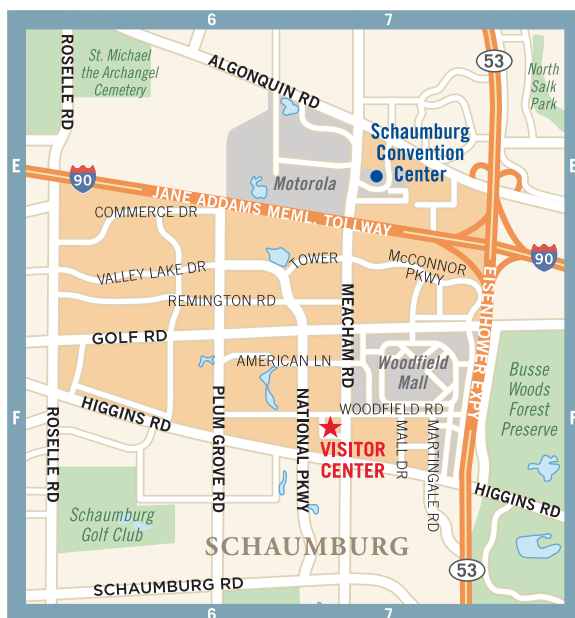 6
7
53
St. Michael
the Archangel
Cemetery
ROSELLE RD
ALGONQUIN RD
North
Salk
Park
Schaumburg
Convention
Center
E
E
90
Motorola
JANE ADDAMS MEML. TOLLWAY
COMMERCE DR
90
TOWER
McCONNOR
PKWY
VALLEY LAKE DR
REMINGTON RD
EISENHOWER EXPY
MEACHAM RD
GOLF RD
AMERICAN LN
Woodfield
Mall
Busse
Woods
Forest
Preserve
HIGGINS RD
PLUM GROVE RD
NATIONAL PKWY
WOODFIELD RD
F
F
ROSELLE RD
VISITOR
CENTER
MALL DR
MARTINGALE RD
HIGGINS RD
Schaumburg
Golf Club
SCHAUMBURG
SCHAUMBURG RD
53
6
7